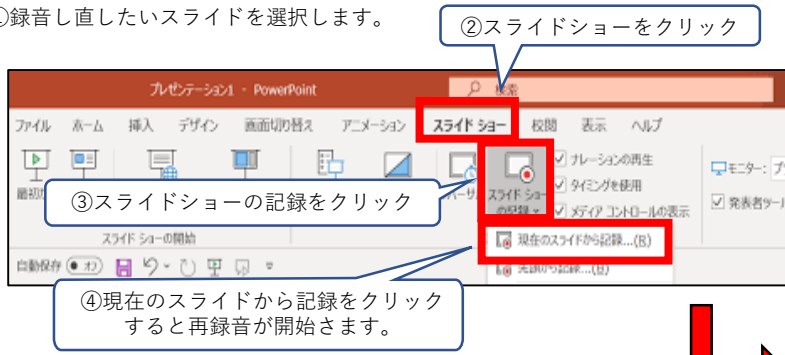 ①録音し直したいスライドを選択します。
②スライドショーをクリック
プレゼンテーション1 - PowerPoint
検索
ファイル ホーム 挿入 デザイン 画面切り替え アニメーション スライド ショー 校閲 表示 ヘルプ
ナレーションの再生
モニター:
③スライドショーの記録をクリック
スライド ショー
タイミングを使用
の記録
メディア コントロールの表示
発表者ツール
スライド ショーの開始
現在のスライドから記録...(R)
自動保存 オフ
先頭から記録...(B)
④現在のスライドから記録をクリック
すると再録音が開始さます。